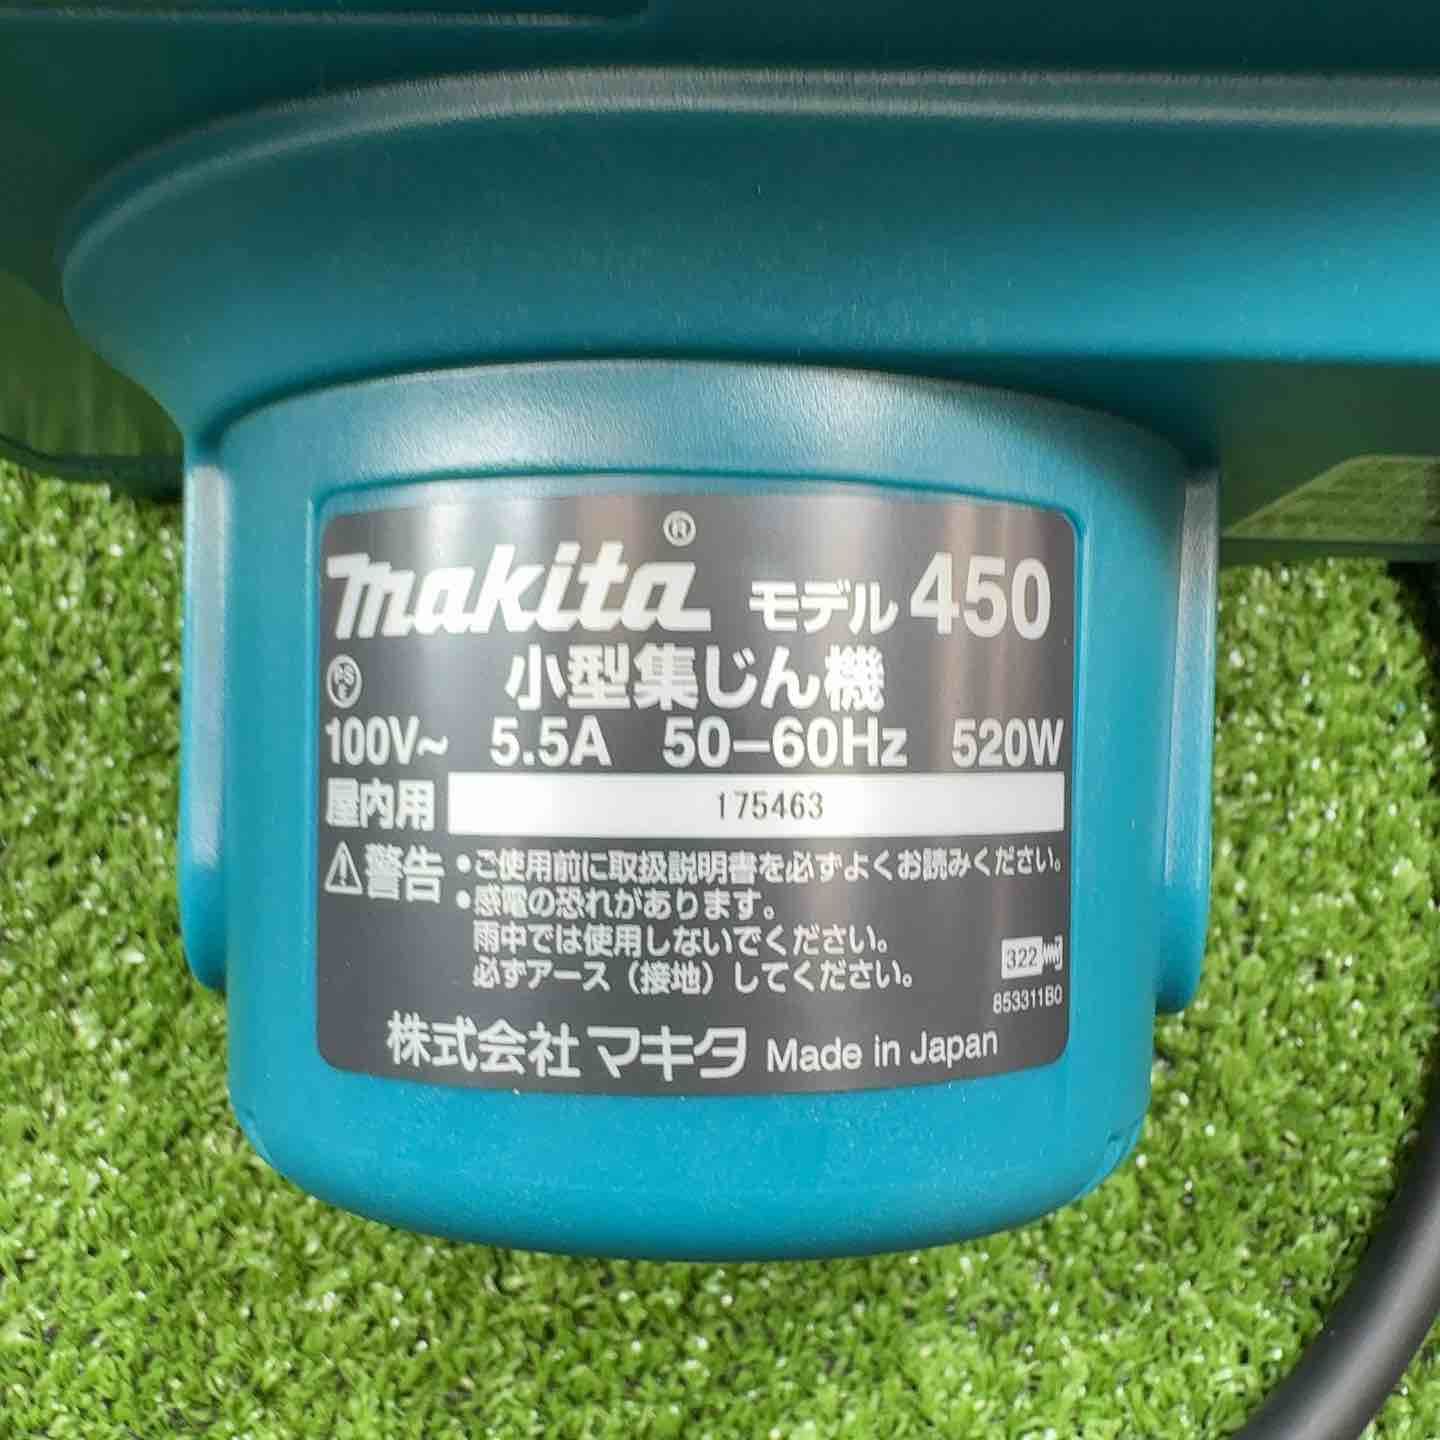 makita® モデル 450
PS E
小型集じん機
100V~ 5.5A 50-60Hz 520W
屋内用 175463
警告 •ご使用前に取扱説明書を必ずよくお読みください。
•感電の恐れがあります。
雨中では使用しないでください。
必ずアース（接地）してください。
322
853311B0
株式会社マキタ Made in Japan